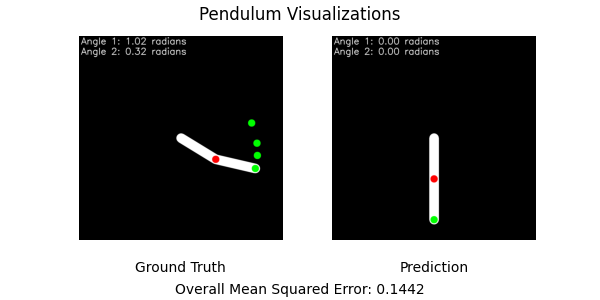 Pendulum Visualizations
Angle 1: 1.02 radians
Angle 2: 0.32 radians
Angle 1: 0.00 radians
Angle 2: 0.00 radians
Ground Truth
Prediction
Overall Mean Squared Error: 0.1442